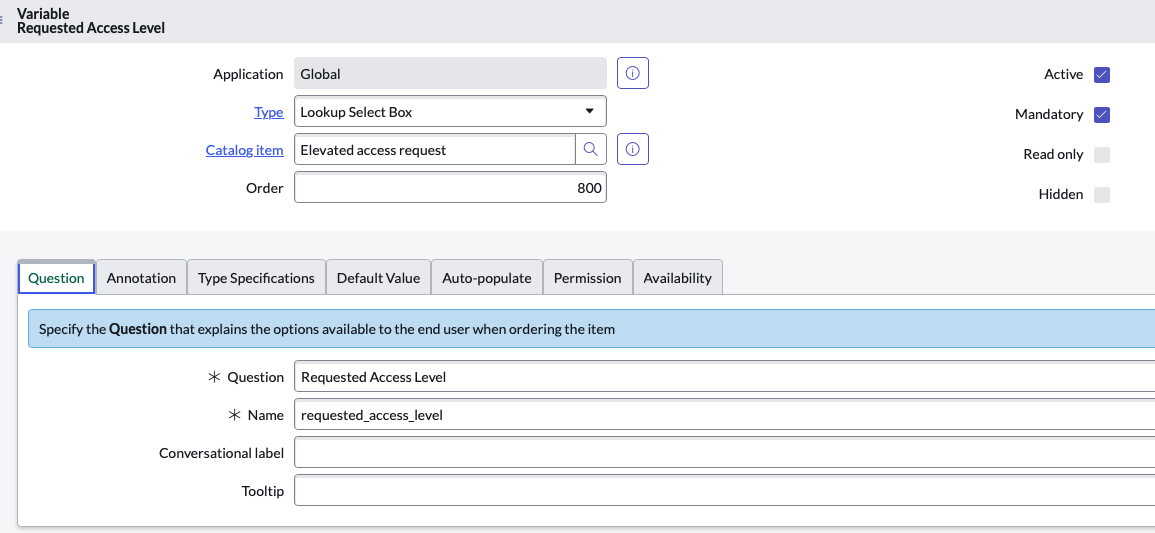 Variable
Requested Access Level
Application Global
Active
Type Lookup Select Box
Mandatory
Catalog item Elevated access request
Read only
Order 800
Hidden
Question Annotation Type Specifications Default Value Auto-populate Permission Availability
Specify the Question that explains the options available to the end user when ordering the item
* Question Requested Access Level
* Name requested_access_level
Conversational label
Tooltip